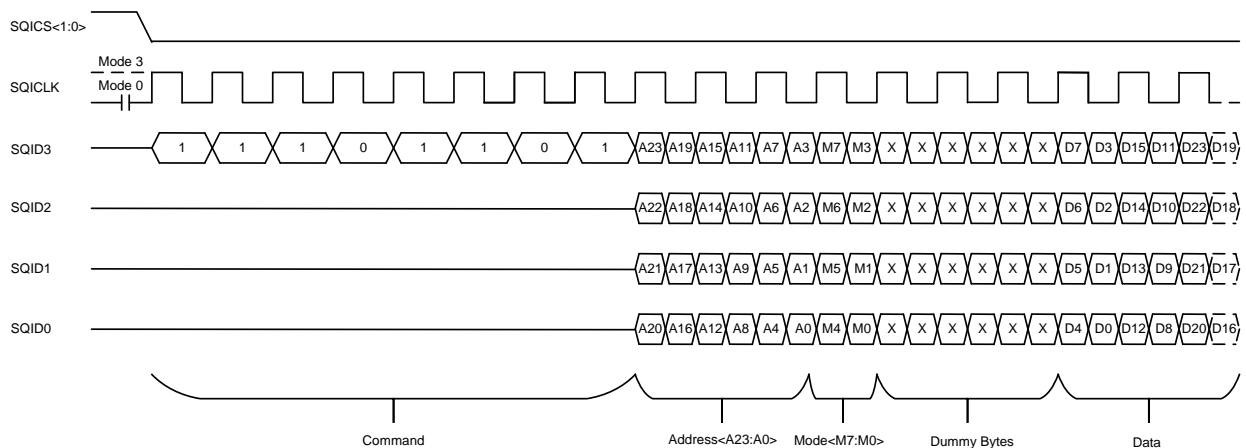 SQICS<1:0>
Mode 3
SQICLK
Mode 0
SQID3 1 1 1 0 1 1 0 1 A23 A19 A15 A11 A7 A3 M7 M3 X X X X X X D7 D3 D15 D11 D23 D19
SQID2 A22 A18 A14 A10 A6 A2 M6 M2 X X X X X X D6 D2 D14 D10 D22 D18
SQID1 A21 A17 A13 A9 A5 A1 M5 M1 X X X X X X D5 D1 D13 D9 D21 D17
SQID0 A20 A16 A12 A8 A4 A0 M4 M0 X X X X X X D4 D0 D12 D8 D20 D16
Command Address<A23:A0> Mode<M7:M0> Dummy Bytes Data